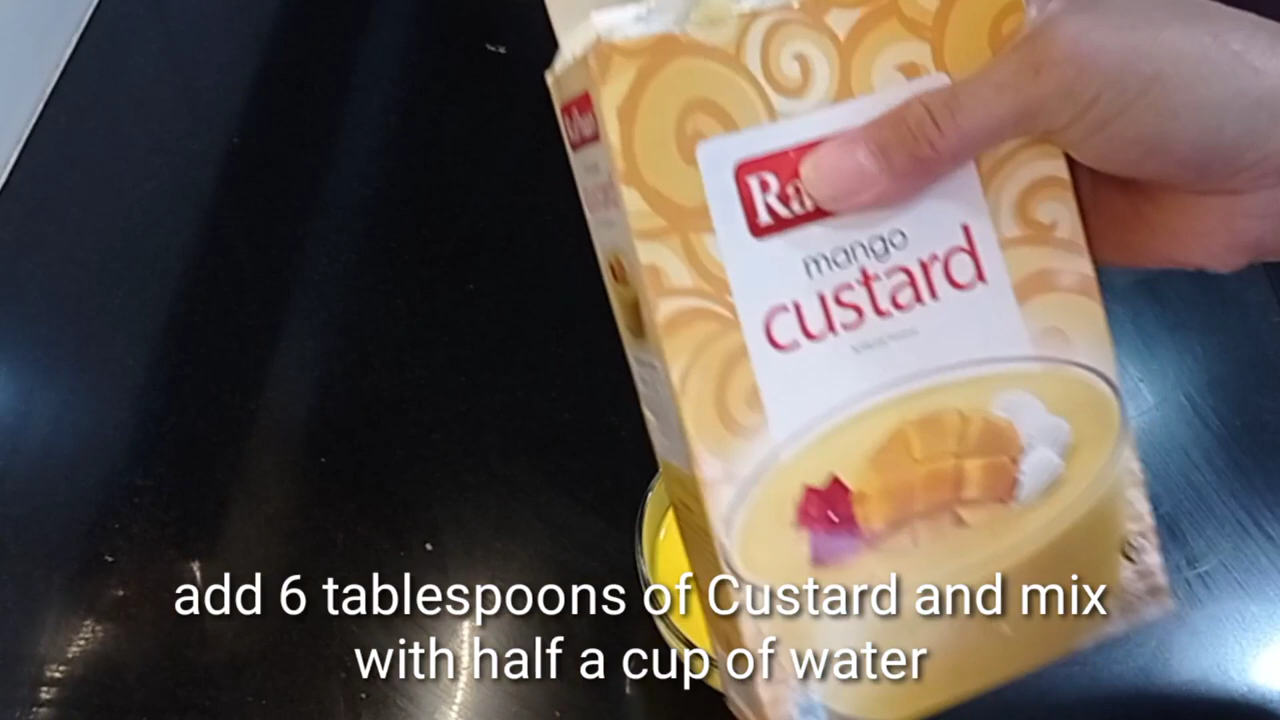 Ra
mango
custard
add 6 tablespoons of Custard and mix
with half a cup of water